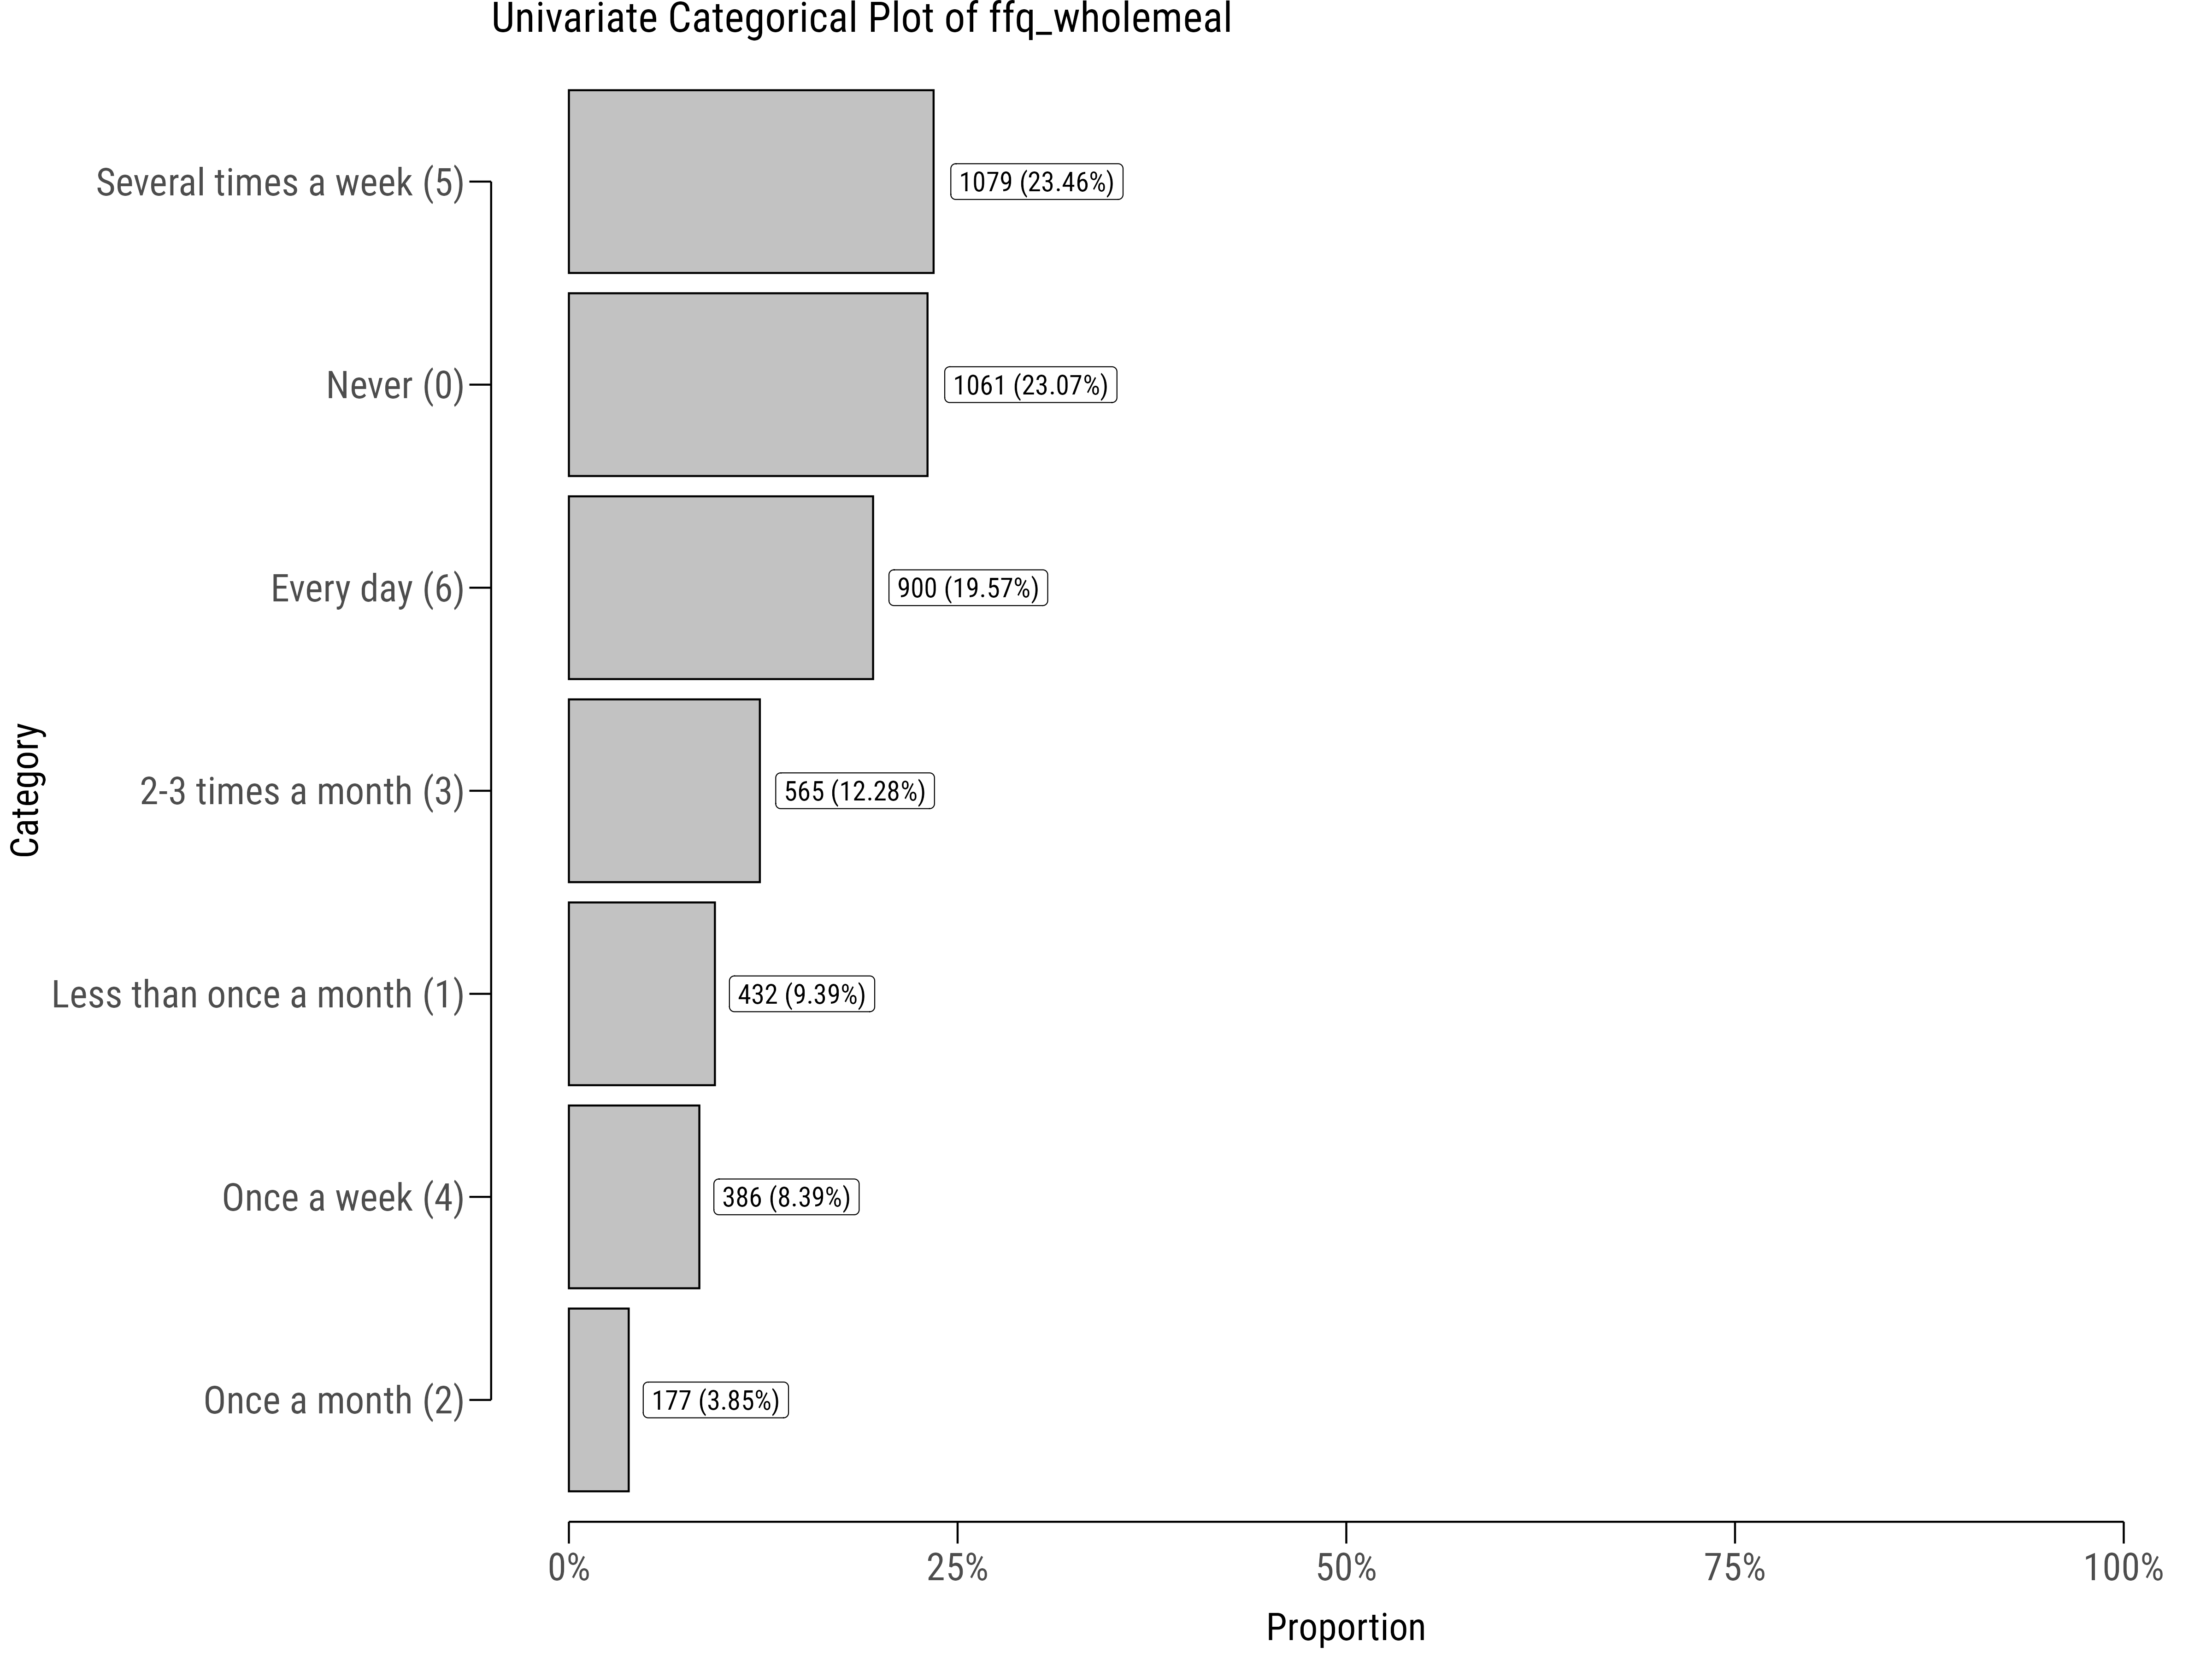 Univariate Categorical Plot of ffq_wholemeal
Several times a week (5)
1079 (23.46%)
Never (0)
1061 (23.07%)
Every day (6)
900 (19.57%)
2-3 times a month (3)
565 (12.28%)
Category
Less than once a month (1)
432 (9.39%)
Once a week (4)
386 (8.39%)
Once a month (2)
177 (3.85%)
0% 25% 50% 75% 100%
Proportion